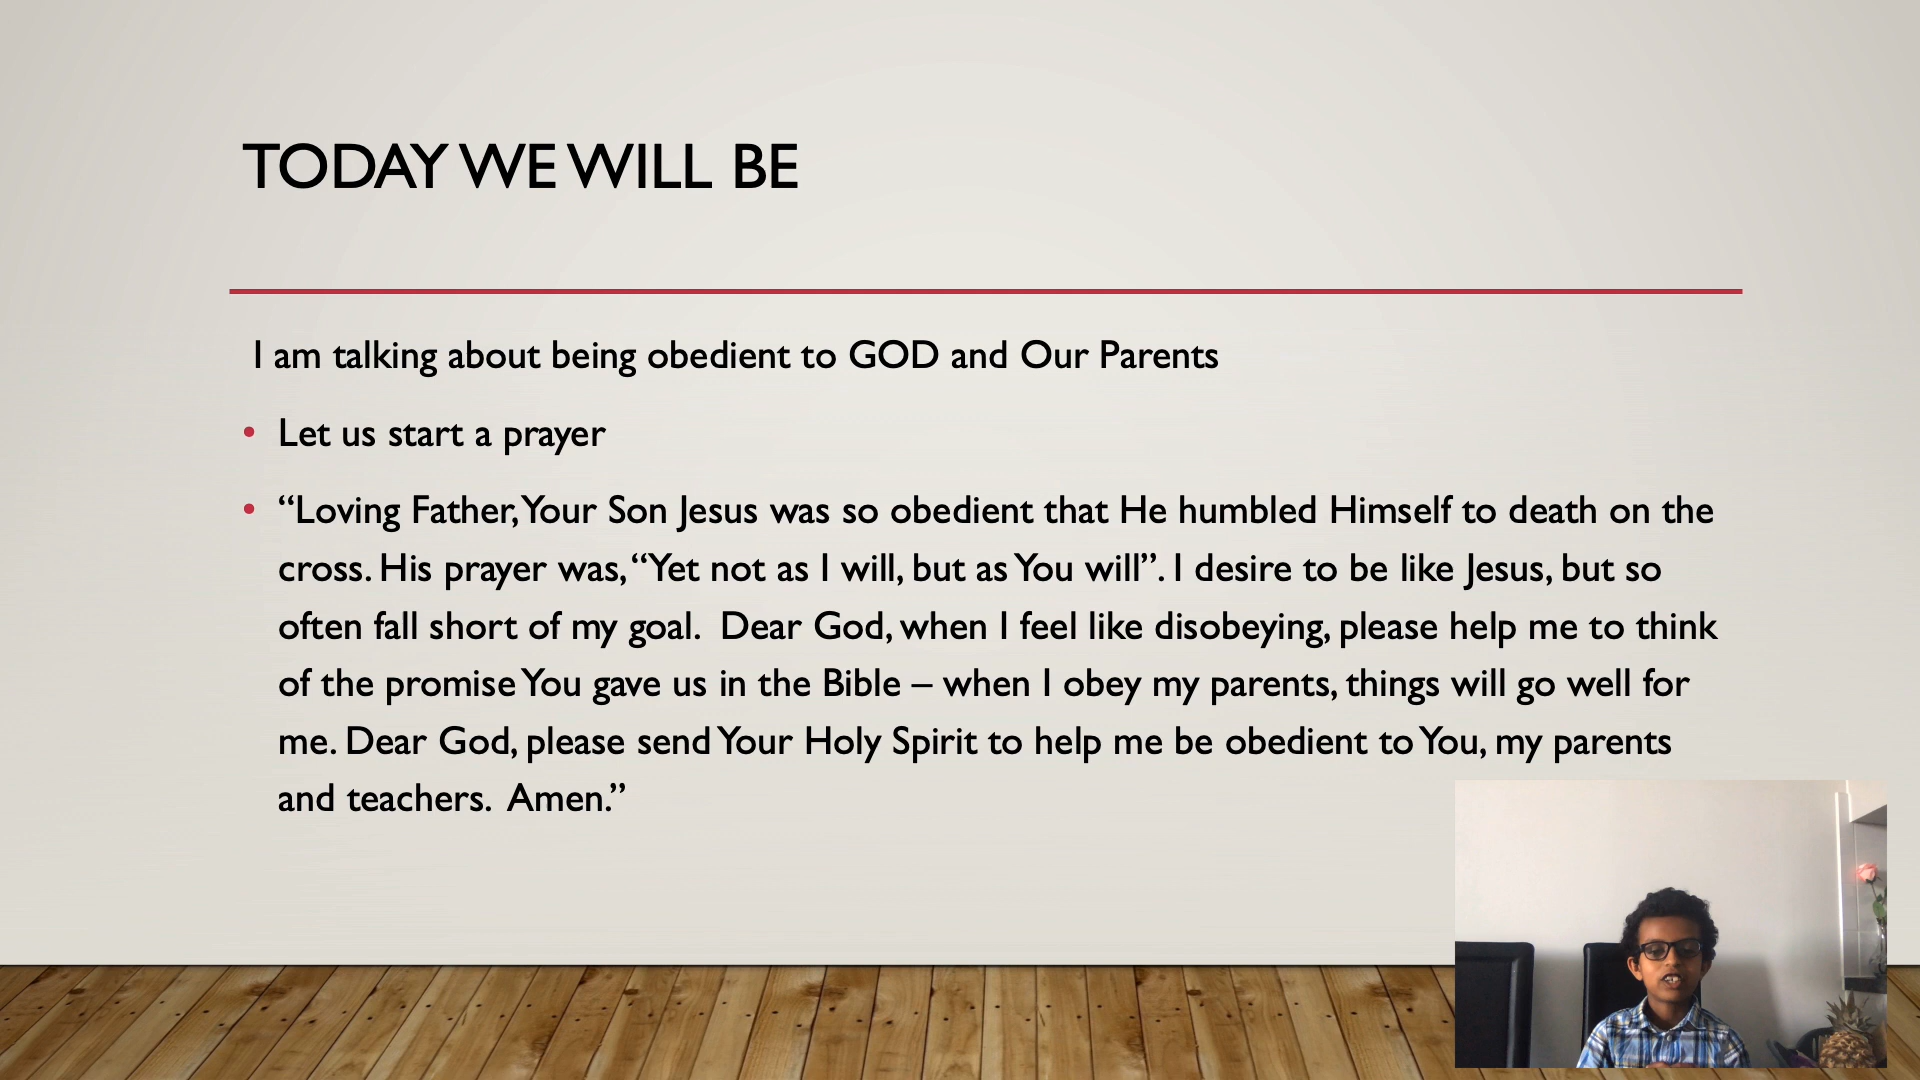 TODAY WE WILL BE
I am talking about being obedient to GOD and Our Parents
• Let us start a prayer
• “Loving Father, Your Son Jesus was so obedient that He humbled Himself to death on the
cross. His prayer was, “Yet not as I will, but as You will”. I desire to be like Jesus, but so
often fall short of my goal.  Dear God, when I feel like disobeying, please help me to think
of the promise You gave us in the Bible – when I obey my parents, things will go well for
me. Dear God, please send Your Holy Spirit to help me be obedient to You, my parents
and teachers.  Amen.”